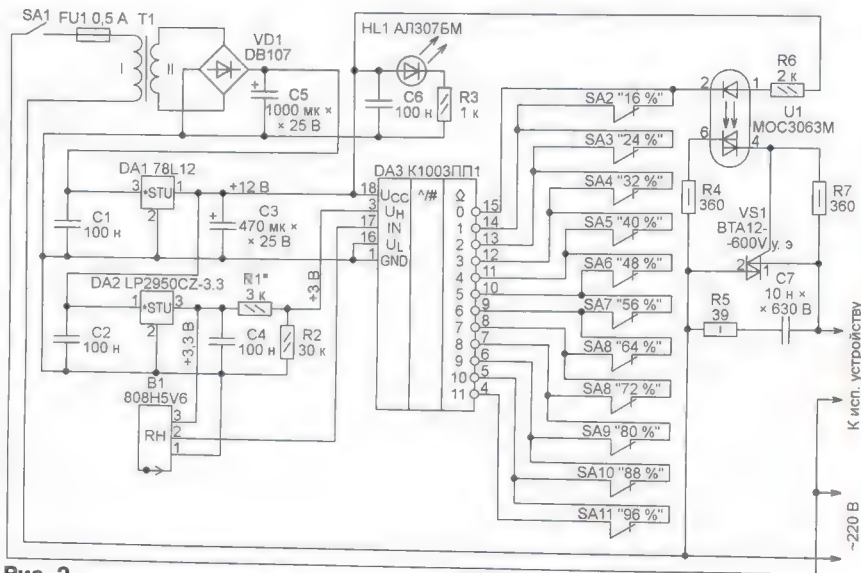 SA1 FU1 0,5 А T1
I
II
VD1
DB107
C5
1000 мк ×
× 25 В
HL1 АЛ307БМ
C6
100 н
R3
1 к
2
1
R6
2 к
U1
MOC3063M
6
4
DA1 78L12
3
*STU
1
2
+12 В
C1
100 н
C3
470 мк ×
× 25 В
DA2 LP2950CZ-3.3
1
*STU
3
2
R1*
3 к
+3 В
C2
100 н
+3,3 В
C4
100 н
R2
30 к
B1
808H5V6
RH
3
2
1
DA3 К1003ПП1
18
3
17
16
1
UCC
UH
IN
UL
GND
^/#
Ω
0
1
2
3
4
5
6
7
8
9
10
11
15
14
13
12
11
10
9
8
7
6
5
4
SA2 "16 %"
SA3 "24 %"
SA4 "32 %"
SA5 "40 %"
SA6 "48 %"
SA7 "56 %"
SA8 "64 %"
SA8 "72 %"
SA9 "80 %"
SA10 "88 %"
SA11 "96 %"
R4
360
R7
360
VS1
BTA12-
-600V
у. э
2
1
C7
10 н ×
× 630 В
R5
39
К исп. устройству
~220 В
Рис. 2